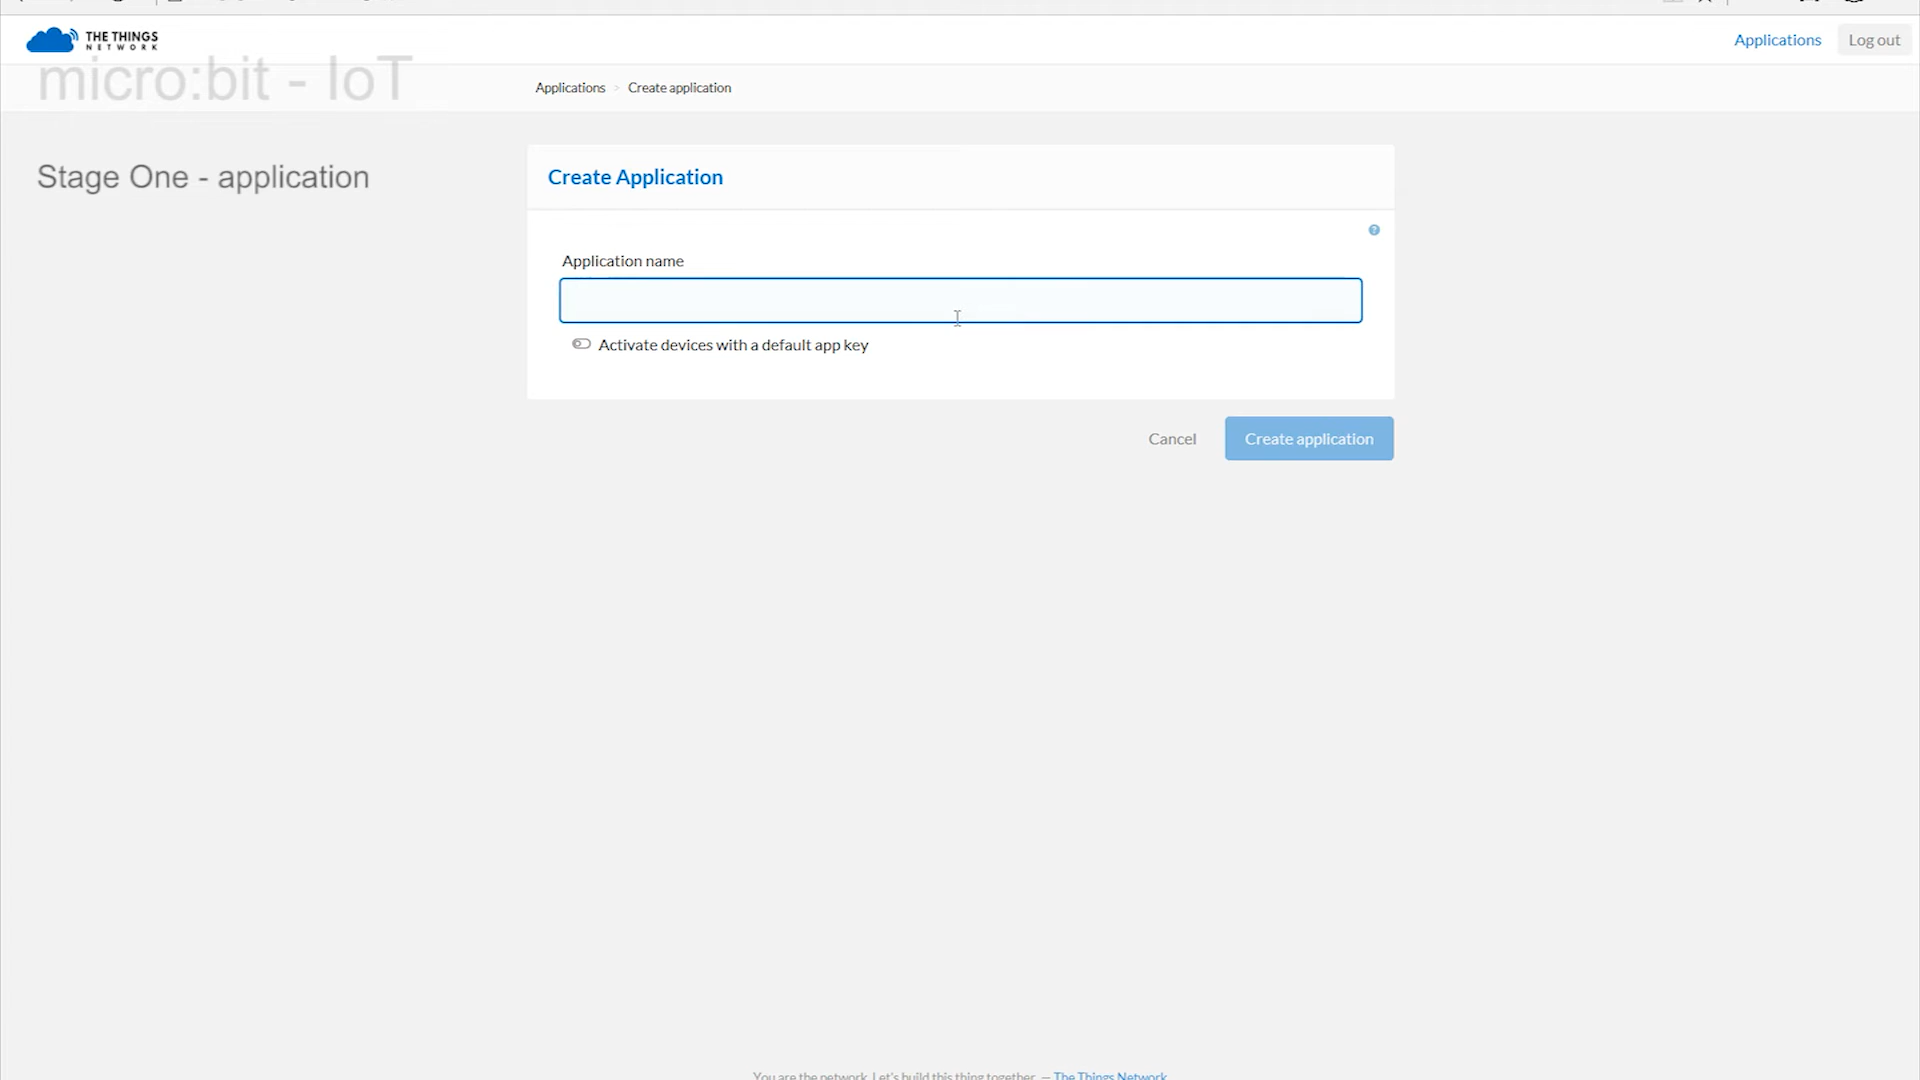 THE THINGS
NETWORK
Applications
Log out
micro:bit - IoT
Applications > Create application
Stage One - application
Create Application
?
Application name
Activate devices with a default app key
Cancel
Create application
You are the network. Let's build this thing together. — The Things Network